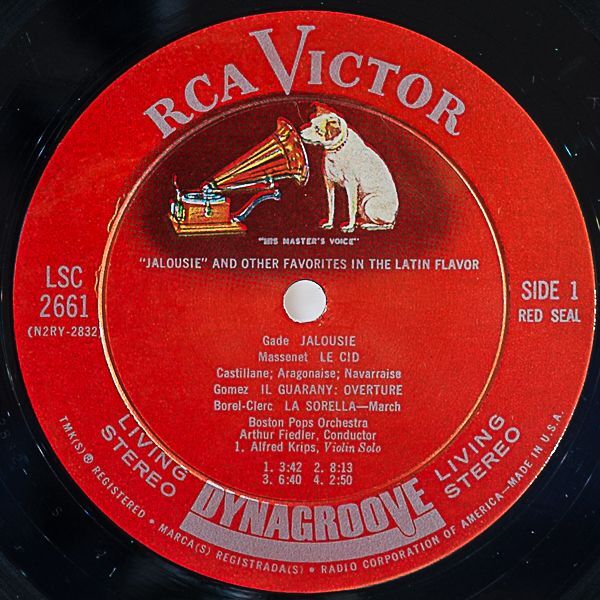 RCA VICTOR
"HIS MASTER'S VOICE"
"JALOUSIE" AND OTHER FAVORITES IN THE LATIN FLAVOR
LSC
2661
(N2RY-2832
SIDE 1
RED SEAL
Gade JALOUSIE
Massenet LE CID
Castillane; Aragonaise; Navarraise
Gomez IL GUARANY: OVERTURE
Borel-Clerc LA SORELLA—March
Boston Pops Orchestra
Arthur Fiedler, Conductor
1. Alfred Krips, Violin Solo
1. 3:42 2. 8:13
3. 6:40 4. 2:50
LIVING
STEREO
DYNAGROOVE
LIVING
STEREO
TMK(S) ® REGISTERED • MARCA(S) REGISTRADA(S) • RADIO CORPORATION OF AMERICA—MADE IN U.S.A.